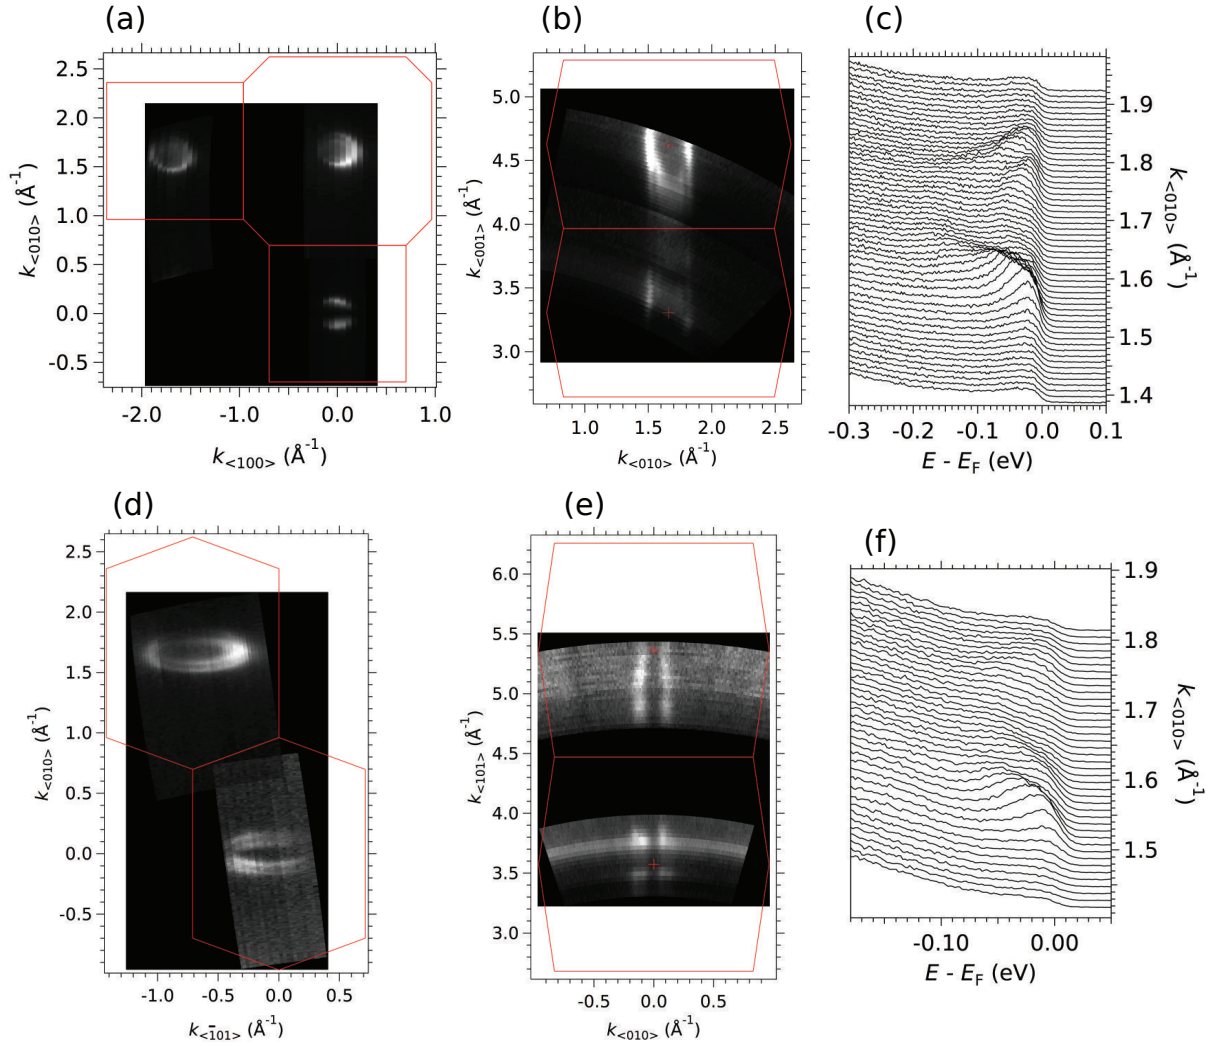 (a)
(b)
(c)
2.5
2.0
1.5
1.0
0.5
0.0
-0.5
k<010> (Å-1)
-2.0 -1.0 0.0 1.0
k<100> (Å-1)
5.0
4.5
4.0
3.5
3.0
k<001> (Å-1)
1.0 1.5 2.0 2.5
k<010> (Å-1)
1.9
1.8
1.7
1.6
1.5
1.4
k<010> (Å-1)
-0.3 -0.2 -0.1 0.0 0.1
E - EF (eV)
(d)
(e)
(f)
2.5
2.0
1.5
1.0
0.5
0.0
-0.5
k<010> (Å-1)
-1.0 -0.5 0.0 0.5
k<1̄01> (Å-1)
6.0
5.5
5.0
4.5
4.0
3.5
3.0
k<101> (Å-1)
-0.5 0.0 0.5
k<010> (Å-1)
1.9
1.8
1.7
1.6
1.5
k<010> (Å-1)
-0.10 0.00
E - EF (eV)